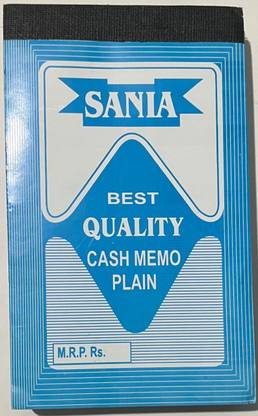 SANIA
BEST
QUALITY
CASH MEMO
PLAIN
M.R.P. Rs.